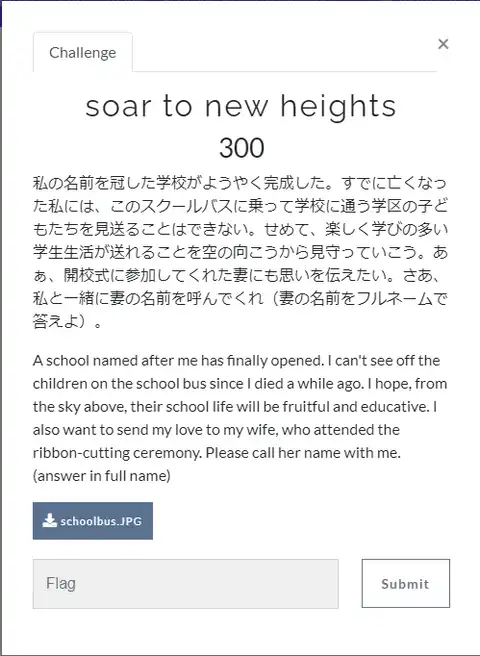 Challenge
×
soar to new heights
300
私の名前を冠した学校がようやく完成した。すでに亡くなっ
た私には、このスクールバスに乗って学校に通う学区の子ど
もたちを見送ることはできない。せめて、楽しく学びの多い
学生生活が送れることを空の向こうから見守っていこう。あ
ぁ、開校式に参加してくれた妻にも思いを伝えたい。さあ、
私と一緒に妻の名前を呼んでくれ（妻の名前をフルネームで
答えよ）。
A school named after me has finally opened. I can't see off the
children on the school bus since I died a while ago. I hope, from
the sky above, their school life will be fruitful and educative. I
also want to send my love to my wife, who attended the
ribbon-cutting ceremony. Please call her name with me.
(answer in full name)
schoolbus.JPG
Flag
Submit